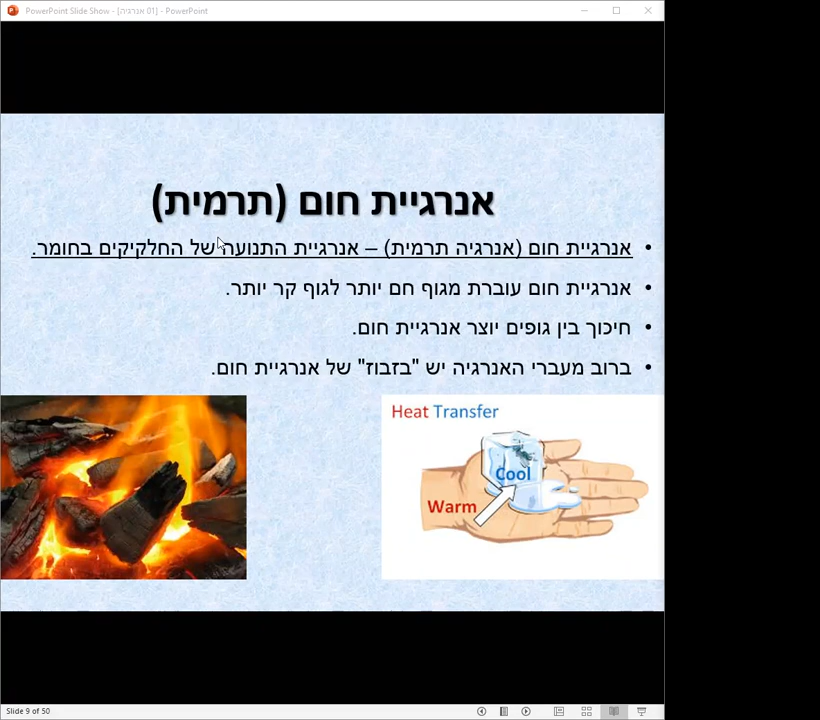 PowerPoint Slide Show - [01 אנרגיה] - PowerPoint
אנרגיית חום (תרמית)
• אנרגיית חום (אנרגיה תרמית) – אנרגיית התנועה של החלקיקים בחומר.
• אנרגיית חום עוברת מגוף חם יותר לגוף קר יותר.
• חיכוך בין גופים יוצר אנרגיית חום.
• ברוב מעברי האנרגיה יש "בזבוז" של אנרגיית חום.
Heat Transfer
Cool
Warm
Slide 9 of 50